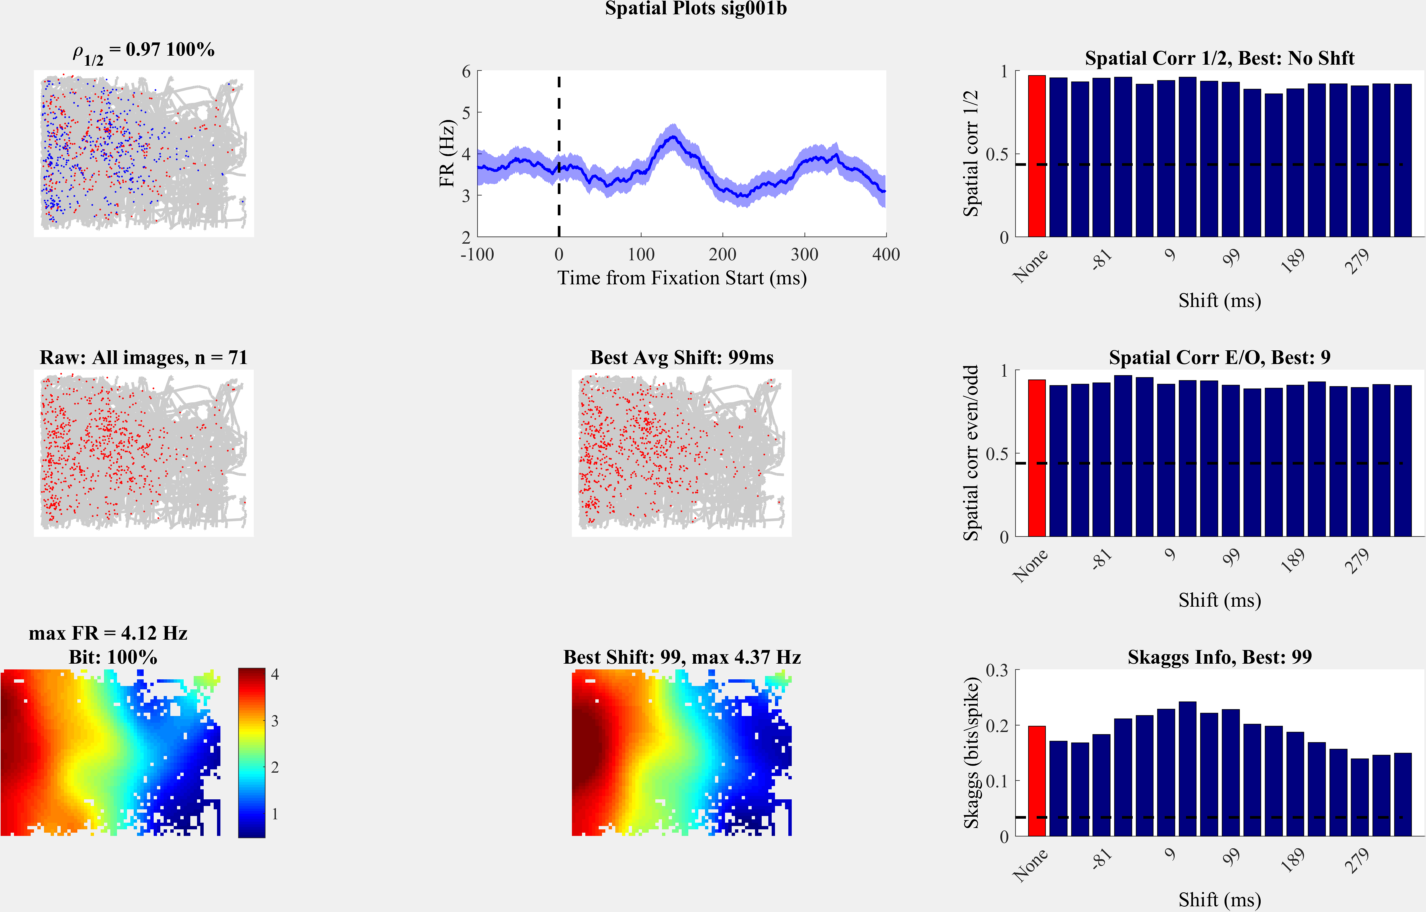 Spatial Plots sig001b
ρ1/2 = 0.97 100%
6
5
4
3
2
FR (Hz)
-100
0
100
200
300
400
Time from Fixation Start (ms)
Spatial Corr 1/2, Best: No Shft
1
0.5
0
Spatial corr 1/2
None
-81
9
99
189
279
Shift (ms)
Raw: All images, n = 71
Best Avg Shift: 99ms
Spatial Corr E/O, Best: 9
1
0.5
0
Spatial corr even/odd
None
-81
9
99
189
279
Shift (ms)
max FR = 4.12 Hz
Bit: 100%
4
3
2
1
Best Shift: 99, max 4.37 Hz
Skaggs Info, Best: 99
0.3
0.2
0.1
0
Skaggs (bits\spike)
None
-81
9
99
189
279
Shift (ms)